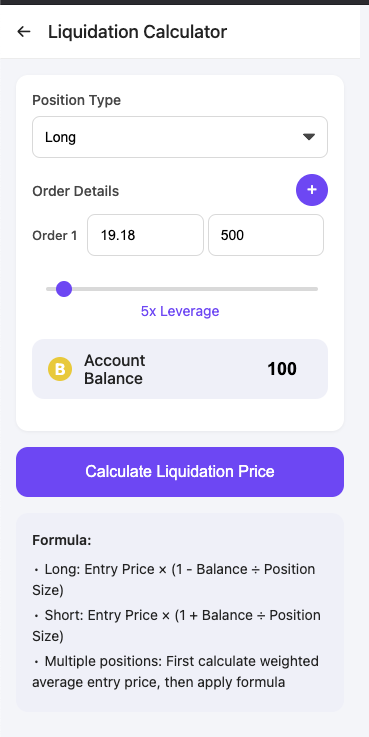 ← Liquidation Calculator
Position Type
Long
Order Details
+
Order 1 19.18 500
5x Leverage
B Account
Balance 100
Calculate Liquidation Price
Formula:
• Long: Entry Price × (1 - Balance ÷ Position
Size)
• Short: Entry Price × (1 + Balance ÷ Position
Size)
• Multiple positions: First calculate weighted
average entry price, then apply formula